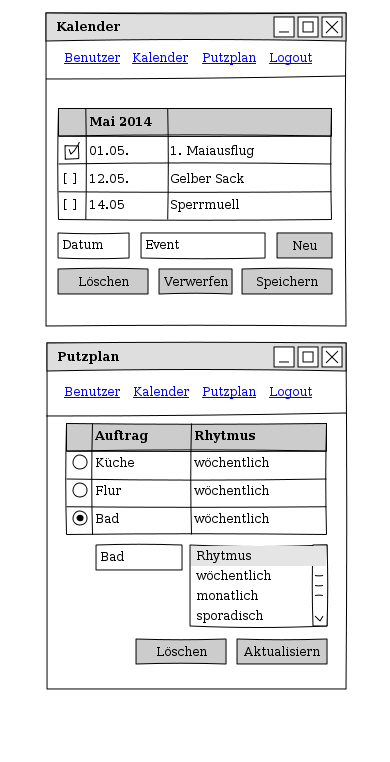 Kalender
Benutzer Kalender Putzplan Logout
Mai 2014
01.05. 1. Maiausflug
[ ] 12.05. Gelber Sack
[ ] 14.05 Sperrmuell
Datum Event Neu
Löschen Verwerfen Speichern
Putzplan
Benutzer Kalender Putzplan Logout
Auftrag Rhytmus
Küche wöchentlich
Flur wöchentlich
Bad wöchentlich
Bad Rhytmus
wöchentlich
monatlich
sporadisch
Löschen Aktualisiern